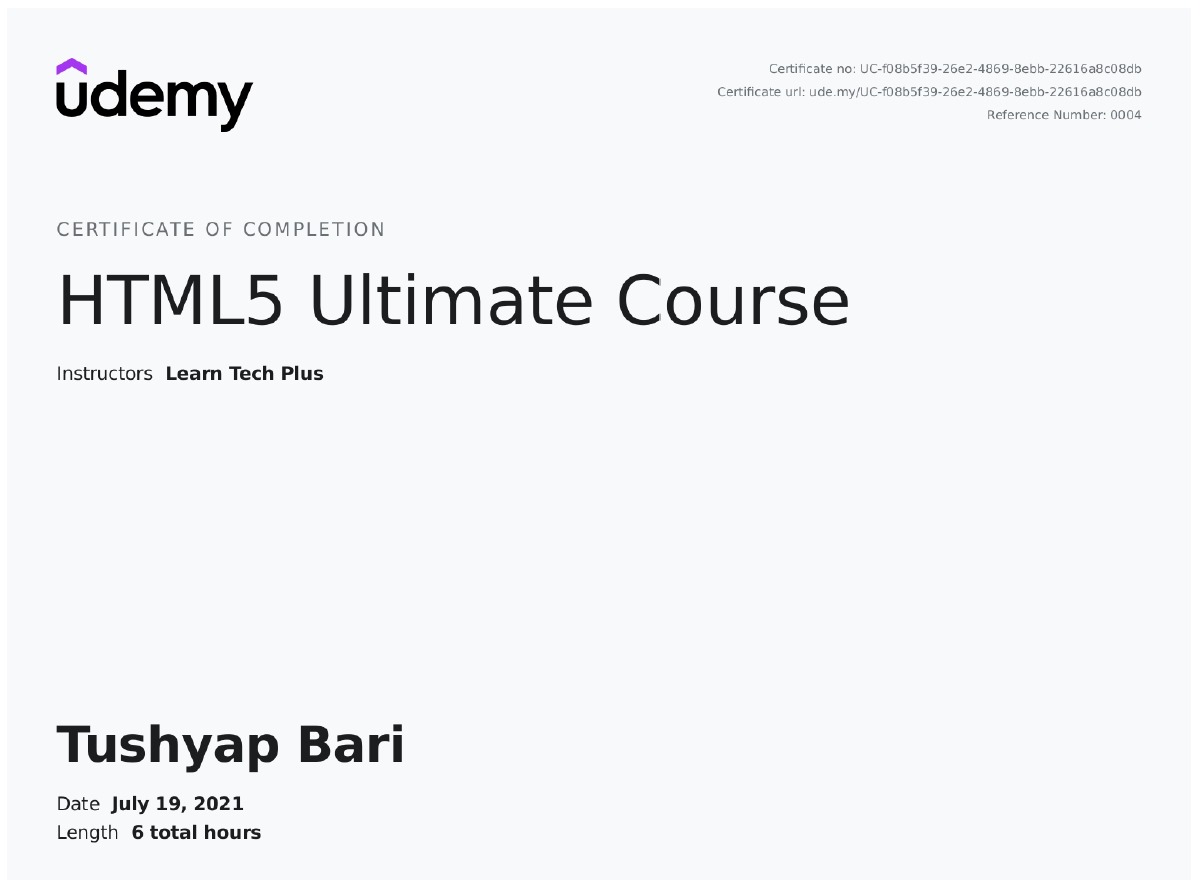 udemy
Certificate no: UC-f08b5f39-26e2-4869-8ebb-22616a8c08db
Certificate url: ude.my/UC-f08b5f39-26e2-4869-8ebb-22616a8c08db
Reference Number: 0004
CERTIFICATE OF COMPLETION
HTML5 Ultimate Course
Instructors Learn Tech Plus
Tushyap Bari
Date July 19, 2021
Length 6 total hours